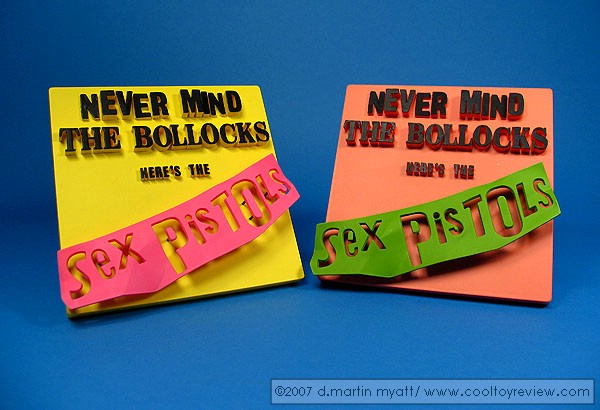 NEVER MIND
THE BOLLOCKS
HERE'S THE
Sex PisTOls
NEVER MIND
THE BOLLOCKS
HERE'S THE
Sex PisTOls
©2007 d.martin myatt/ www.cooltoyreview.com